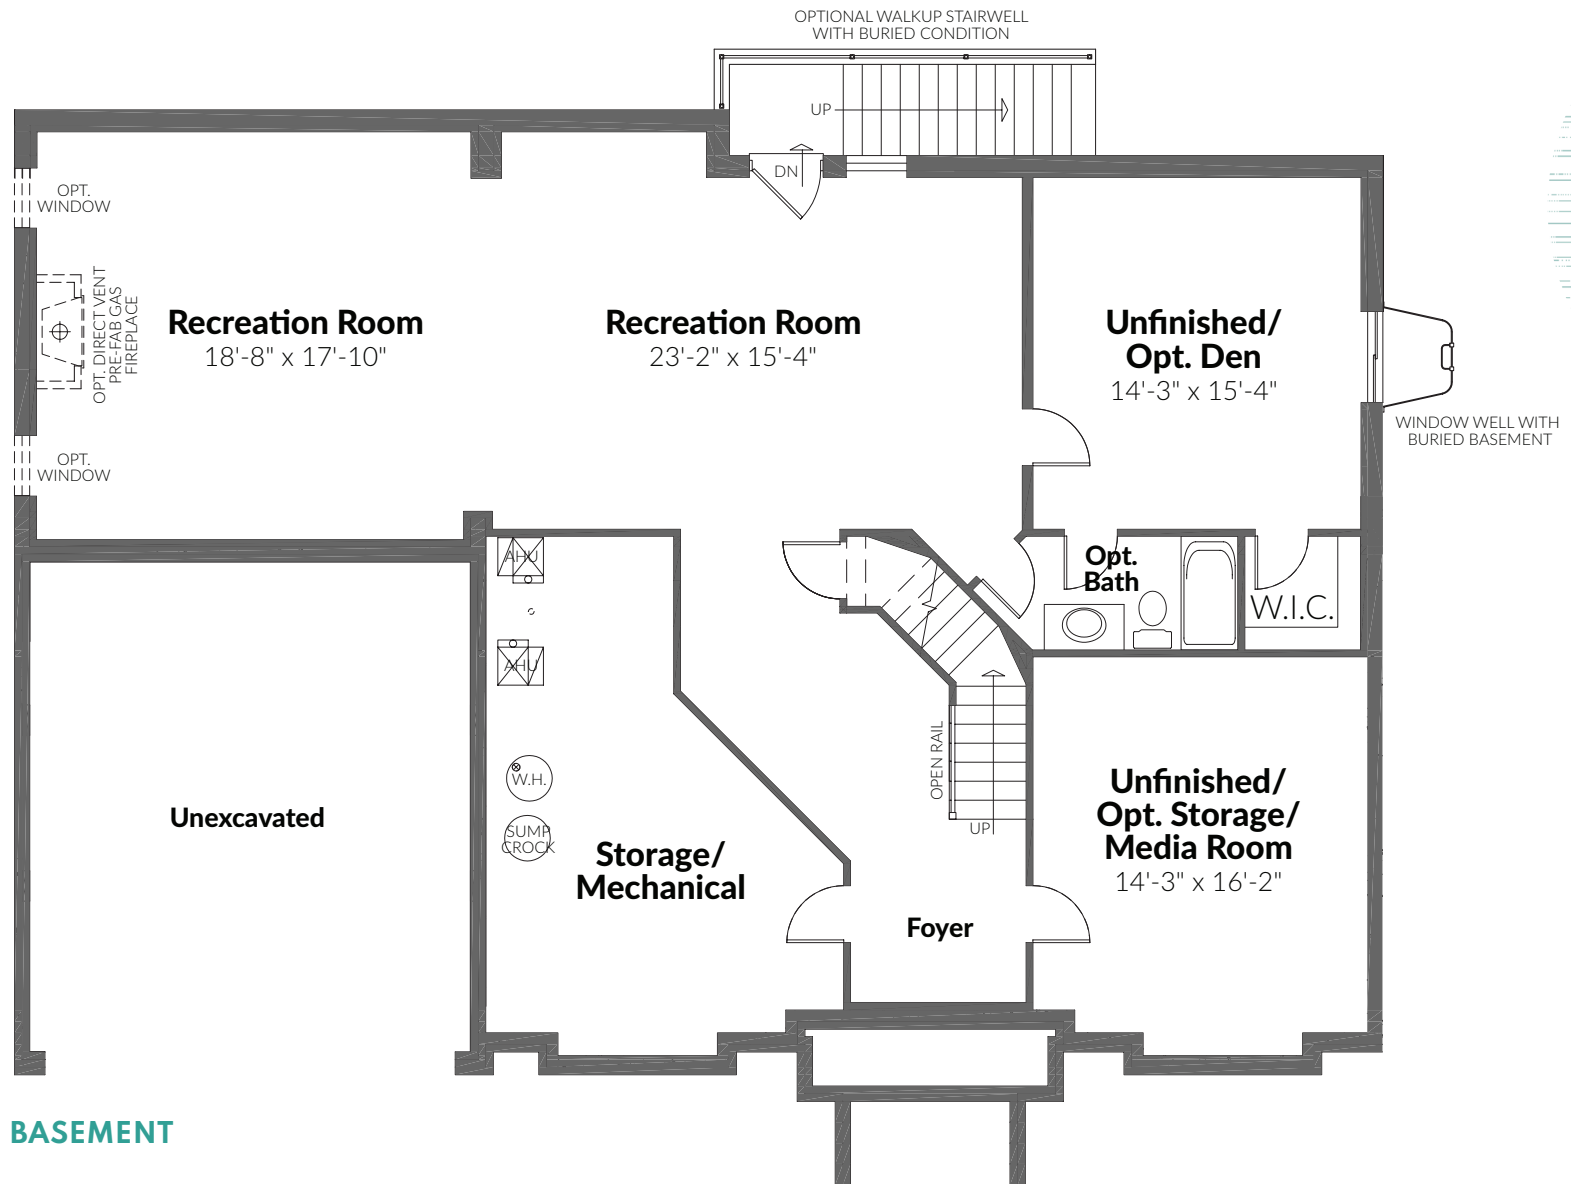 OPTIONAL WALKUP STAIRWELL
WITH BURIED CONDITION
UP
DN
OPT.
WINDOW
OPT. DIRECT VENT
PRE-FAB GAS
FIREPLACE
Recreation Room
18'-8" x 17'-10"
Recreation Room
23'-2" x 15'-4"
Unfinished/
Opt. Den
14'-3" x 15'-4"
WINDOW WELL WITH
BURIED BASEMENT
OPT.
WINDOW
AHU
Opt.
Bath
W.I.C.
AHU
OPEN RAIL
W.H.
SUMP
CROCK
UP
Unexcavated
Storage/
Mechanical
Unfinished/
Opt. Storage/
Media Room
14'-3" x 16'-2"
Foyer
BASEMENT